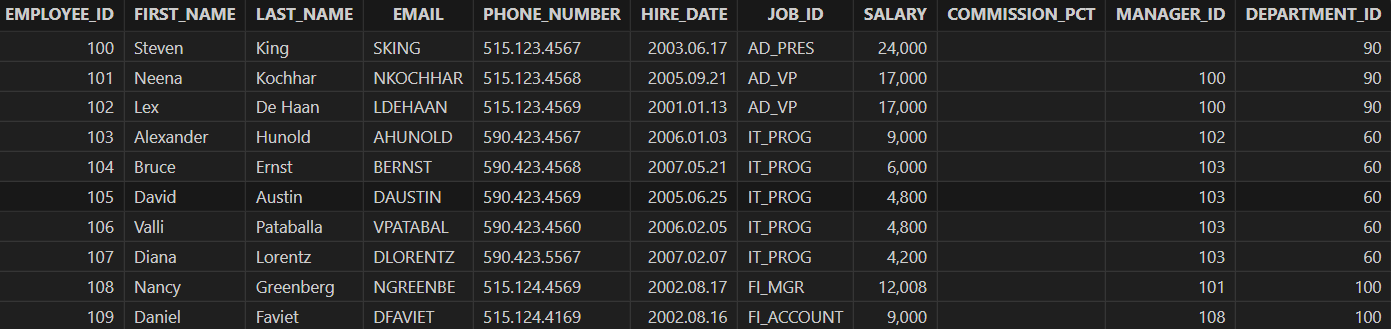 EMPLOYEE_ID FIRST_NAME LAST_NAME EMAIL PHONE_NUMBER HIRE_DATE JOB_ID SALARY COMMISSION_PCT MANAGER_ID DEPARTMENT_ID
100 Steven King SKING 515.123.4567 2003.06.17 AD_PRES 24,000 90
101 Neena Kochhar NKOCHHAR 515.123.4568 2005.09.21 AD_VP 17,000 100 90
102 Lex De Haan LDEHAAN 515.123.4569 2001.01.13 AD_VP 17,000 100 90
103 Alexander Hunold AHUNOLD 590.423.4567 2006.01.03 IT_PROG 9,000 102 60
104 Bruce Ernst BERNST 590.423.4568 2007.05.21 IT_PROG 6,000 103 60
105 David Austin DAUSTIN 590.423.4569 2005.06.25 IT_PROG 4,800 103 60
106 Valli Pataballa VPATABAL 590.423.4560 2006.02.05 IT_PROG 4,800 103 60
107 Diana Lorentz DLORENTZ 590.423.5567 2007.02.07 IT_PROG 4,200 103 60
108 Nancy Greenberg NGREENBE 515.124.4569 2002.08.17 FI_MGR 12,008 101 100
109 Daniel Faviet DFAVIET 515.124.4169 2002.08.16 FI_ACCOUNT 9,000 108 100